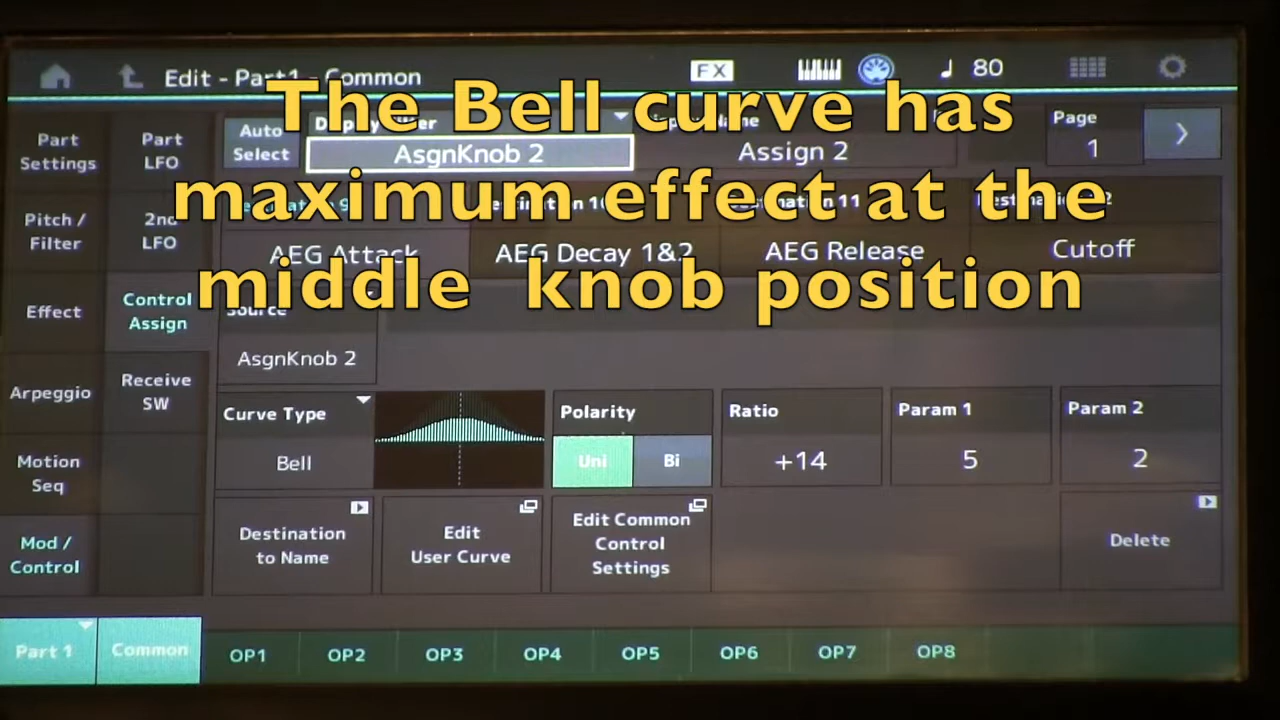 Edit - Part1 - Common
FX
80
The Bell curve has
maximum effect at the
middle knob position
Part
Settings
Part
LFO
Auto
Select
AsgnKnob 2
Assign 2
Page
1
Pitch /
Filter
2nd
LFO
AEG Attack
AEG Decay 1&2
AEG Release
Cutoff
Effect
Control
Assign
Source
AsgnKnob 2
Arpeggio
Receive
SW
Curve Type
Bell
Polarity
Uni
Bi
Ratio
+14
Param 1
5
Param 2
2
Motion
Seq
Mod /
Control
Destination
to Name
Edit
User Curve
Edit Common
Control
Settings
Delete
Part 1
Common
OP1
OP2
OP3
OP4
OP5
OP6
OP7
OP8